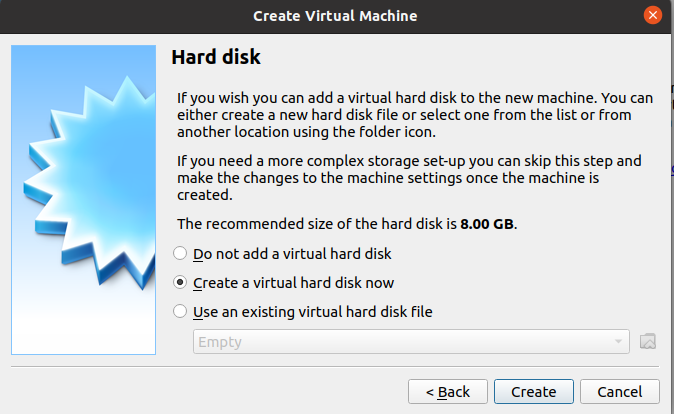 Create Virtual Machine
Hard disk
If you wish you can add a virtual hard disk to the new machine. You can
either create a new hard disk file or select one from the list or from
another location using the folder icon.
If you need a more complex storage set-up you can skip this step and
make the changes to the machine settings once the machine is
created.
The recommended size of the hard disk is 8.00 GB.
Do not add a virtual hard disk
Create a virtual hard disk now
Use an existing virtual hard disk file
Empty
< Back
Create
Cancel